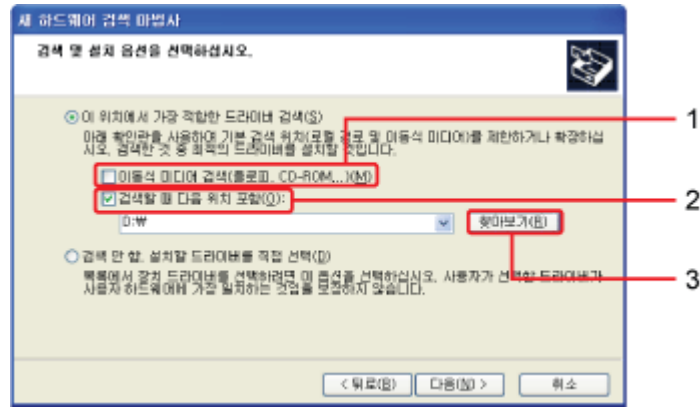 새 하드웨어 검색 마법사
검색 및 설치 옵션을 선택하십시오.
이 위치에서 가장 적합한 드라이버 검색(S)
아래 확인란을 사용하여 기본 검색 위치(로컬 경로 및 이동식 미디어)를 제한하거나 확장하십
시오. 검색한 것 중 최적의 드라이버를 설치할 것입니다.
이동식 미디어 검색(플로피, CD-ROM...)(M)
1
검색할 때 다음 위치 포함(O):
2
D:₩
찾아보기(R)
3
검색 안 함. 설치할 드라이버를 직접 선택(D)
목록에서 장치 드라이버를 선택하려면 이 옵션을 선택하십시오. 사용자가 선택한 드라이버가
사용자 하드웨어에 가장 일치하는 것임을 보장하지 않습니다.
< 뒤로(B)
다음(N) >
취소